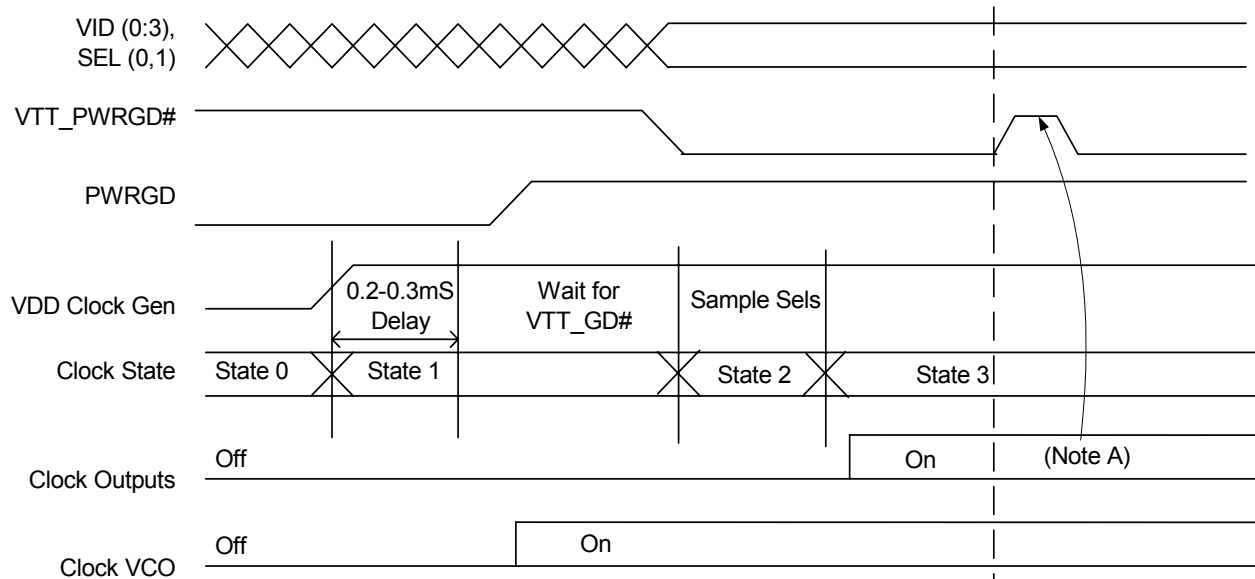 VID (0:3),
SEL (0,1)
VTT_PWRGD#
PWRGD
VDD Clock Gen
0.2-0.3mS
Delay
Wait for
VTT_GD#
Sample Sels
Clock State
State 0
State 1
State 2
State 3
Clock Outputs
Off
On
(Note A)
Clock VCO
Off
On